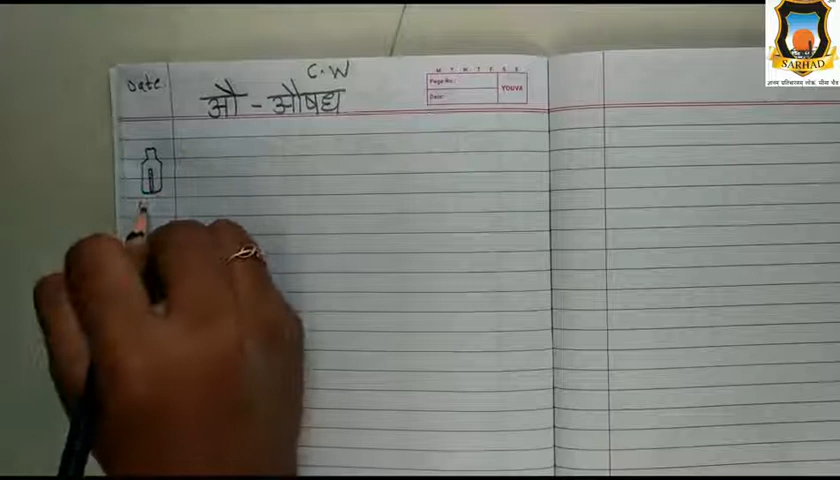 C.W
Date
औ - औषध
M T W T F S S
Page No.:
Date:
YOUVA
SARHAD